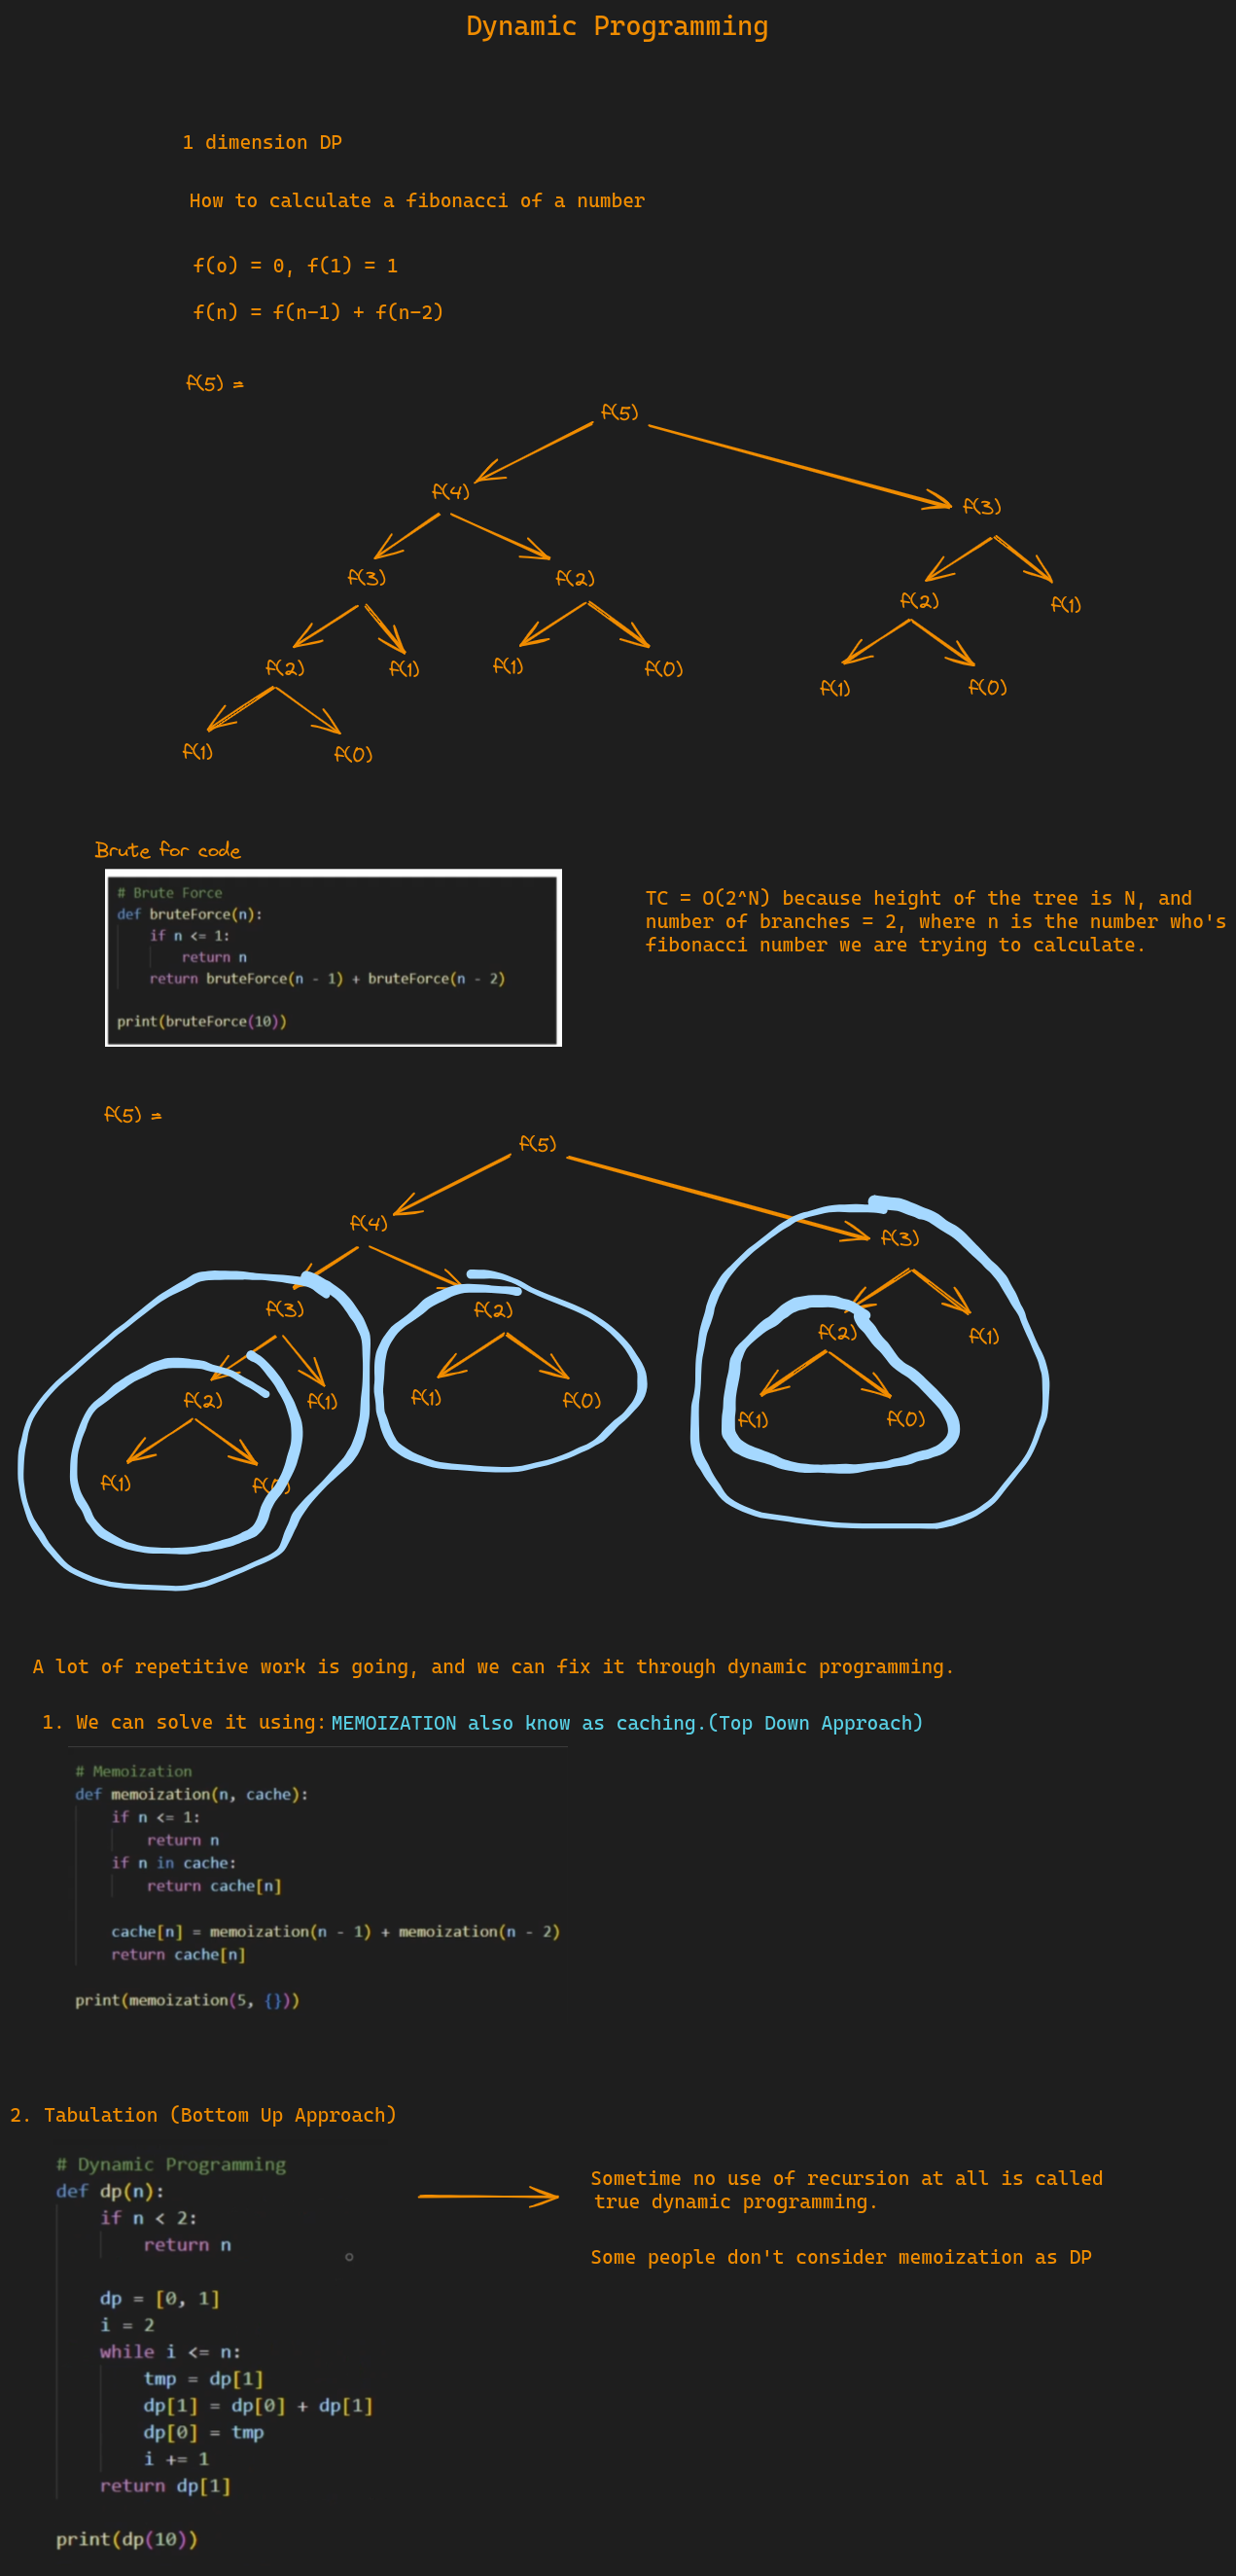 Dynamic Programming
1 dimension DP
How to calculate a fibonacci of a number
f(o) = 0, f(1) = 1
f(n) = f(n-1) + f(n-2)
f(5) =
f(5)
f(4)
f(3)
f(3)
f(2)
f(2)
f(1)
f(2)
f(1)
f(1)
f(0)
f(1)
f(0)
f(1)
f(0)
Brute for code
# Brute Force
def bruteForce(n):
if n <= 1:
return n
return bruteForce(n - 1) + bruteForce(n - 2)
print(bruteForce(10))
TC = O(2^N) because height of the tree is N, and
number of branches = 2, where n is the number who's
fibonacci number we are trying to calculate.
f(5) =
f(5)
f(4)
f(3)
f(3)
f(2)
f(2)
f(1)
f(2)
f(1)
f(1)
f(0)
f(1)
f(0)
f(1)
f(0)
A lot of repetitive work is going, and we can fix it through dynamic programming.
1. We can solve it using: MEMOIZATION also know as caching.(Top Down Approach)
# Memoization
def memoization(n, cache):
if n <= 1:
return n
if n in cache:
return cache[n]
cache[n] = memoization(n - 1) + memoization(n - 2)
return cache[n]
print(memoization(5, {}))
2. Tabulation (Bottom Up Approach)
# Dynamic Programming
def dp(n):
if n < 2:
return n
dp = [0, 1]
i = 2
while i <= n:
tmp = dp[1]
dp[1] = dp[0] + dp[1]
dp[0] = tmp
i += 1
return dp[1]
print(dp(10))
Sometime no use of recursion at all is called
true dynamic programming.
Some people don't consider memoization as DP